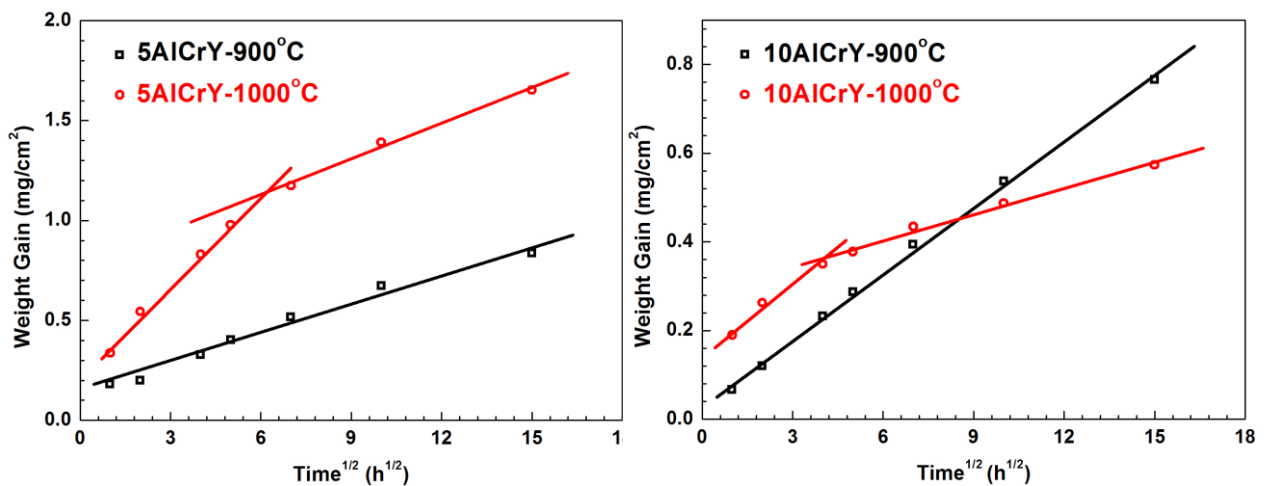 5AlCrY-900°C
5AlCrY-1000°C
2.0
1.5
1.0
0.5
0.0
Weight Gain (mg/cm²)
0 3 6 9 12 15 18
Time^1/2 (h^1/2)
10AlCrY-900°C
10AlCrY-1000°C
0.8
0.6
0.4
0.2
0.0
Weight Gain (mg/cm²)
0 3 6 9 12 15 18
Time^1/2 (h^1/2)